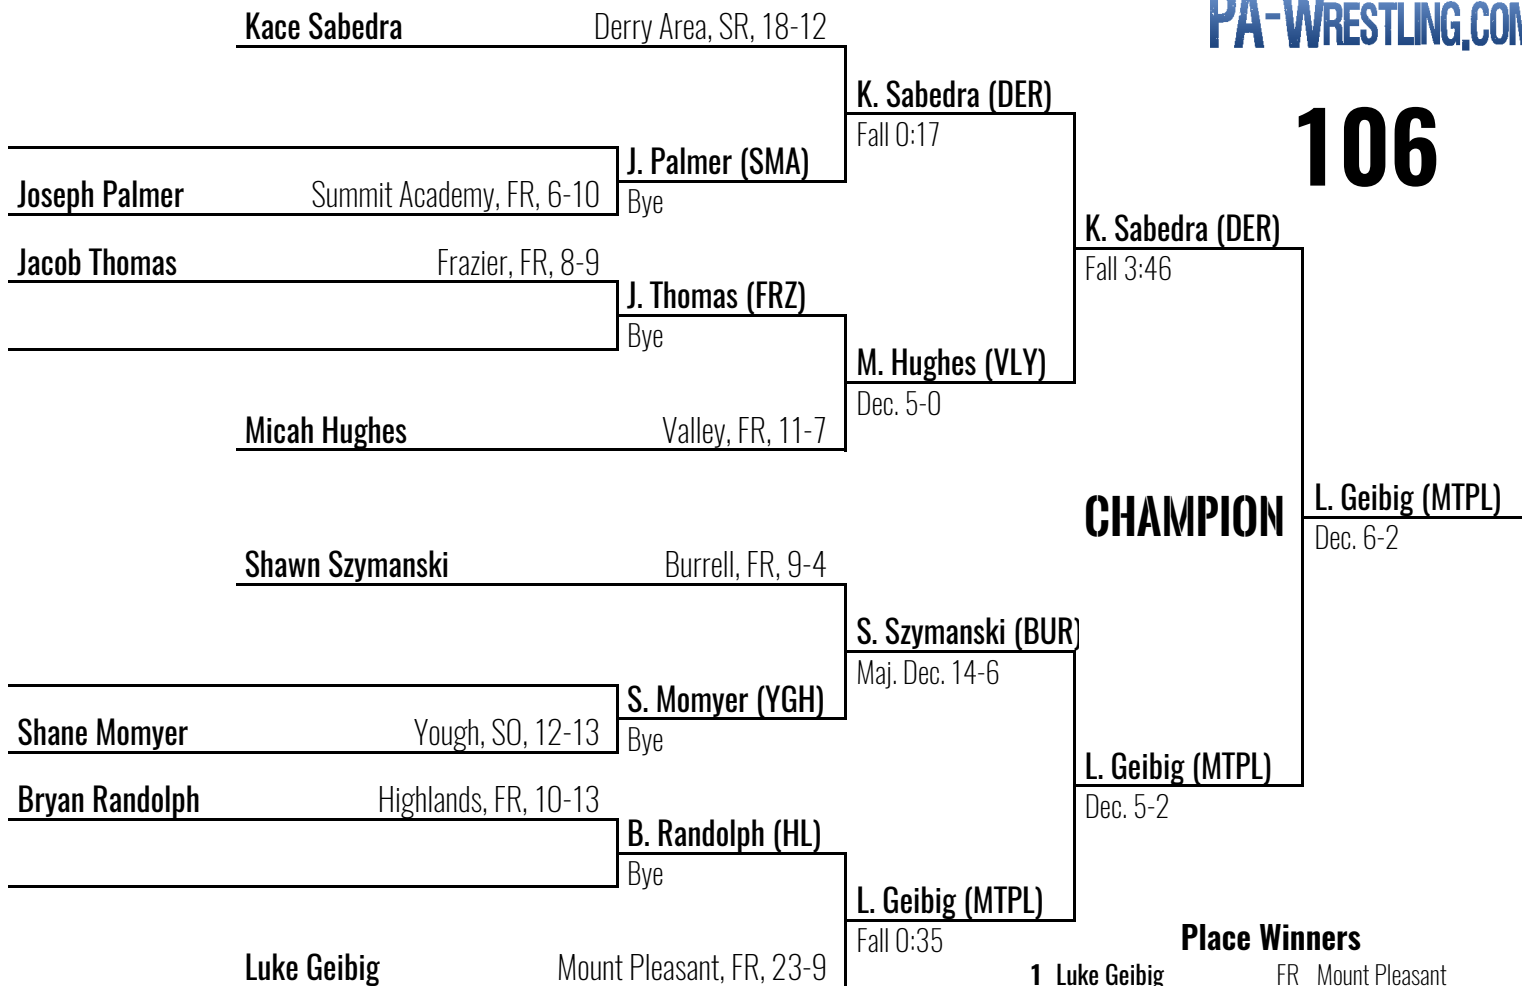 PA-WRESTLING.COM
Kace Sabedra Derry Area, SR, 18-12
K. Sabedra (DER)
106
Fall 0:17
J. Palmer (SMA)
Joseph Palmer Summit Academy, FR, 6-10
Bye
K. Sabedra (DER)
Jacob Thomas Frazier, FR, 8-9
Fall 3:46
J. Thomas (FRZ)
Bye
M. Hughes (VLY)
Dec. 5-0
Micah Hughes Valley, FR, 11-7
CHAMPION
L. Geibig (MTPL)
Dec. 6-2
Shawn Szymanski Burrell, FR, 9-4
S. Szymanski (BUR)
Maj. Dec. 14-6
S. Momyer (YGH)
Shane Momyer Yough, SO, 12-13
Bye
L. Geibig (MTPL)
Bryan Randolph Highlands, FR, 10-13
Dec. 5-2
B. Randolph (HL)
Bye
L. Geibig (MTPL)
Fall 0:35
Place Winners
Luke Geibig Mount Pleasant, FR, 23-9
1 Luke Geibig FR Mount Pleasant